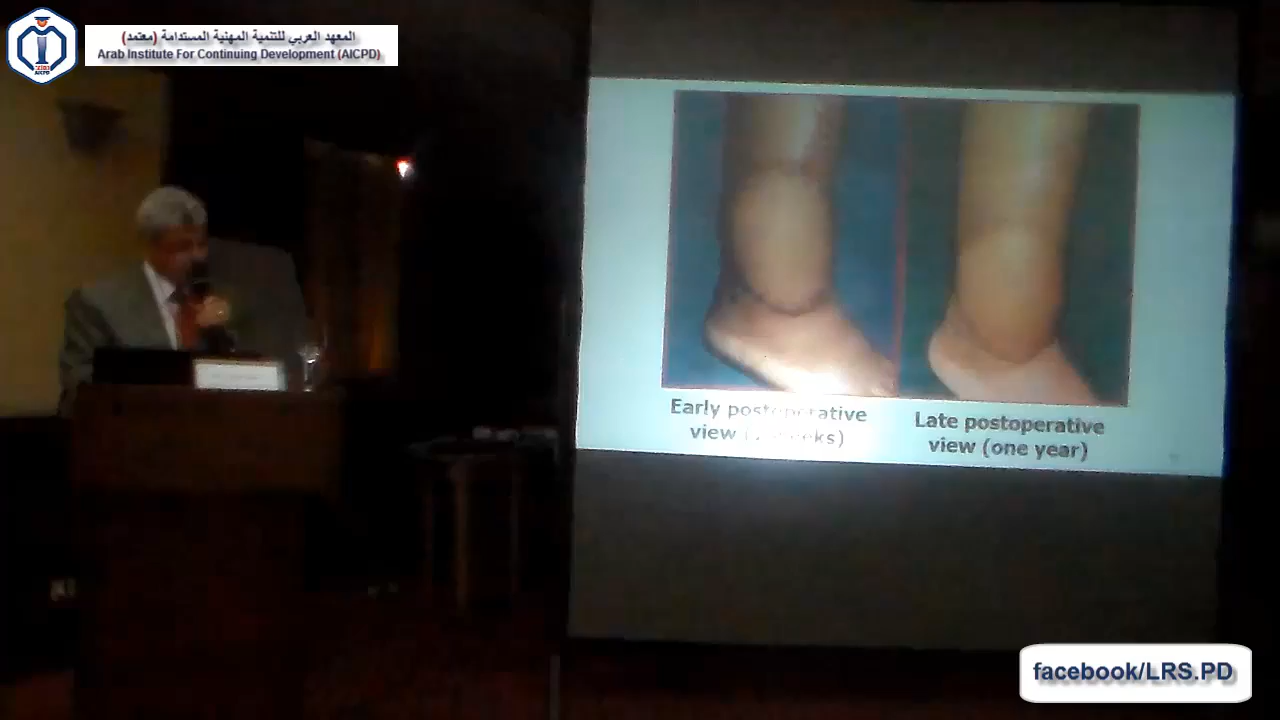 المعهد العربي للتنمية المهنية المستدامة (معتمد)
Arab Institute For Continuing Development (AICPD)
AICPD
Early postoperative
view
Late postoperative
view (one year)
facebook/LRS.PD